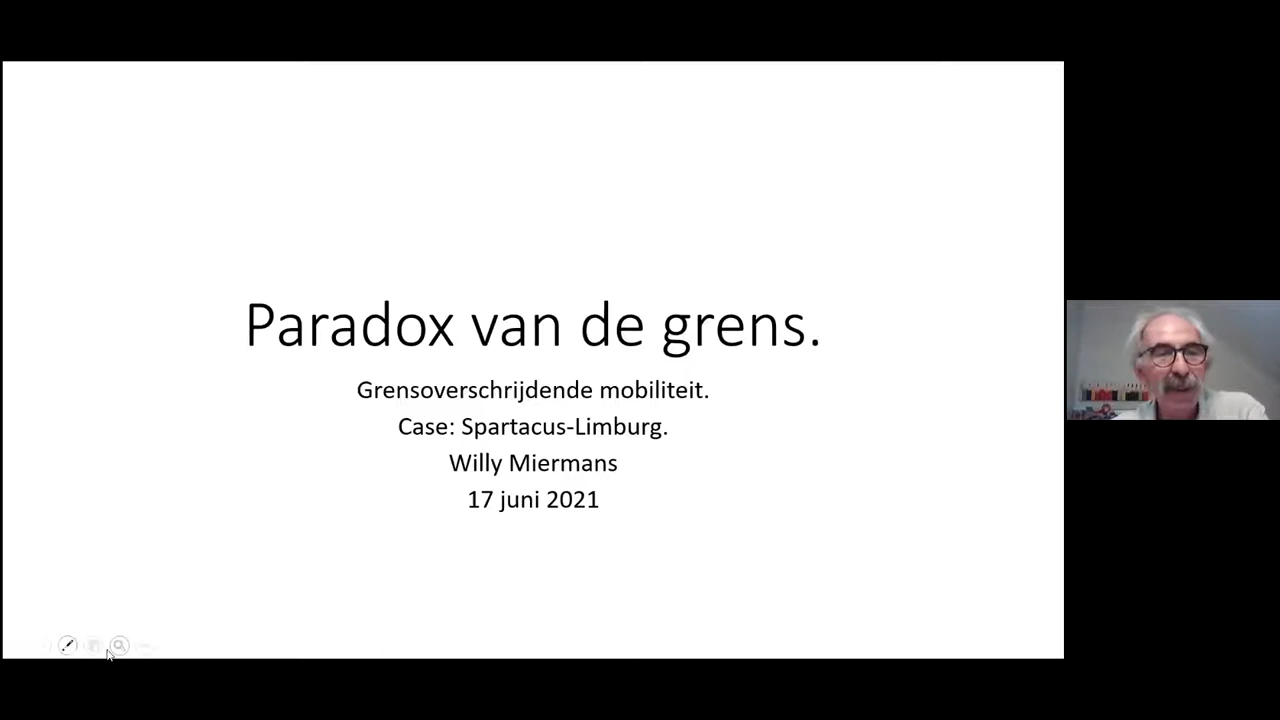 Paradox van de grens.
Grensoverschrijdende mobiliteit.
Case: Spartacus-Limburg.
Willy Miermans
17 juni 2021